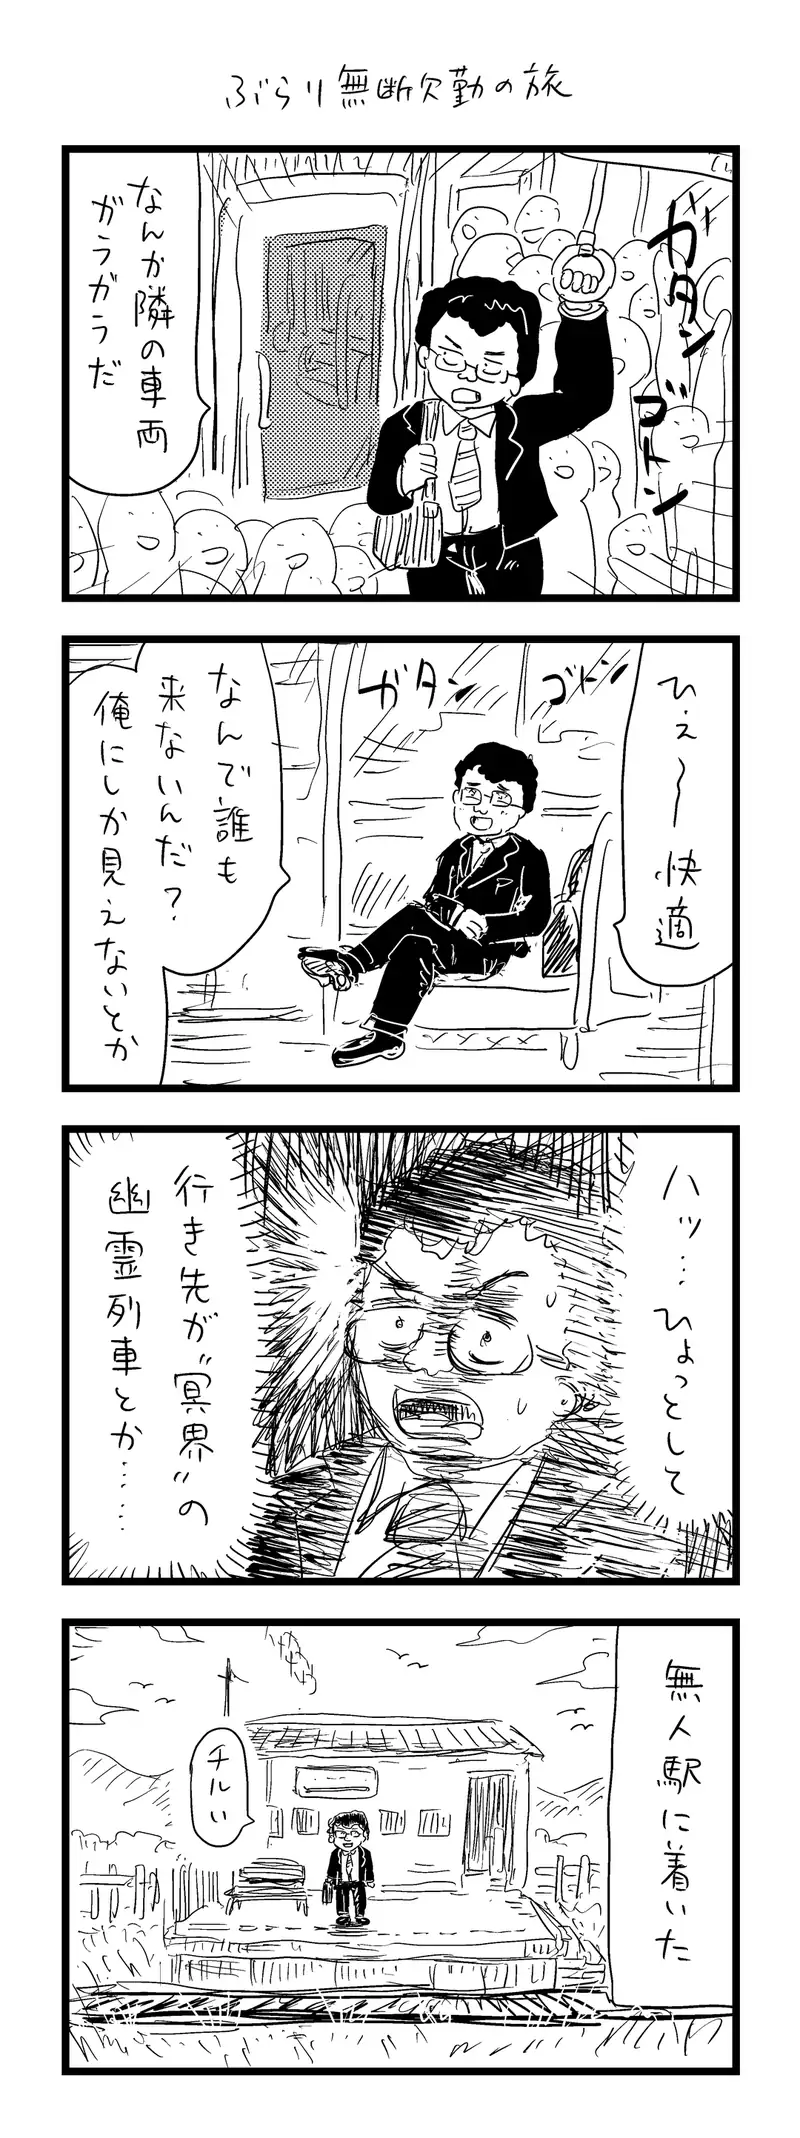 ぶらり無断欠勤の旅
ガタン
ゴトン
なんか隣の車両
ガラガラだ
ひぇ〜快適
ガタン
ゴトン
なんで誰も
来ないんだ?
俺にしか見えないとか
ハッ…ひょっとして
行き先が“冥界”の
幽霊列車とか……
無人駅に着いた
チルい